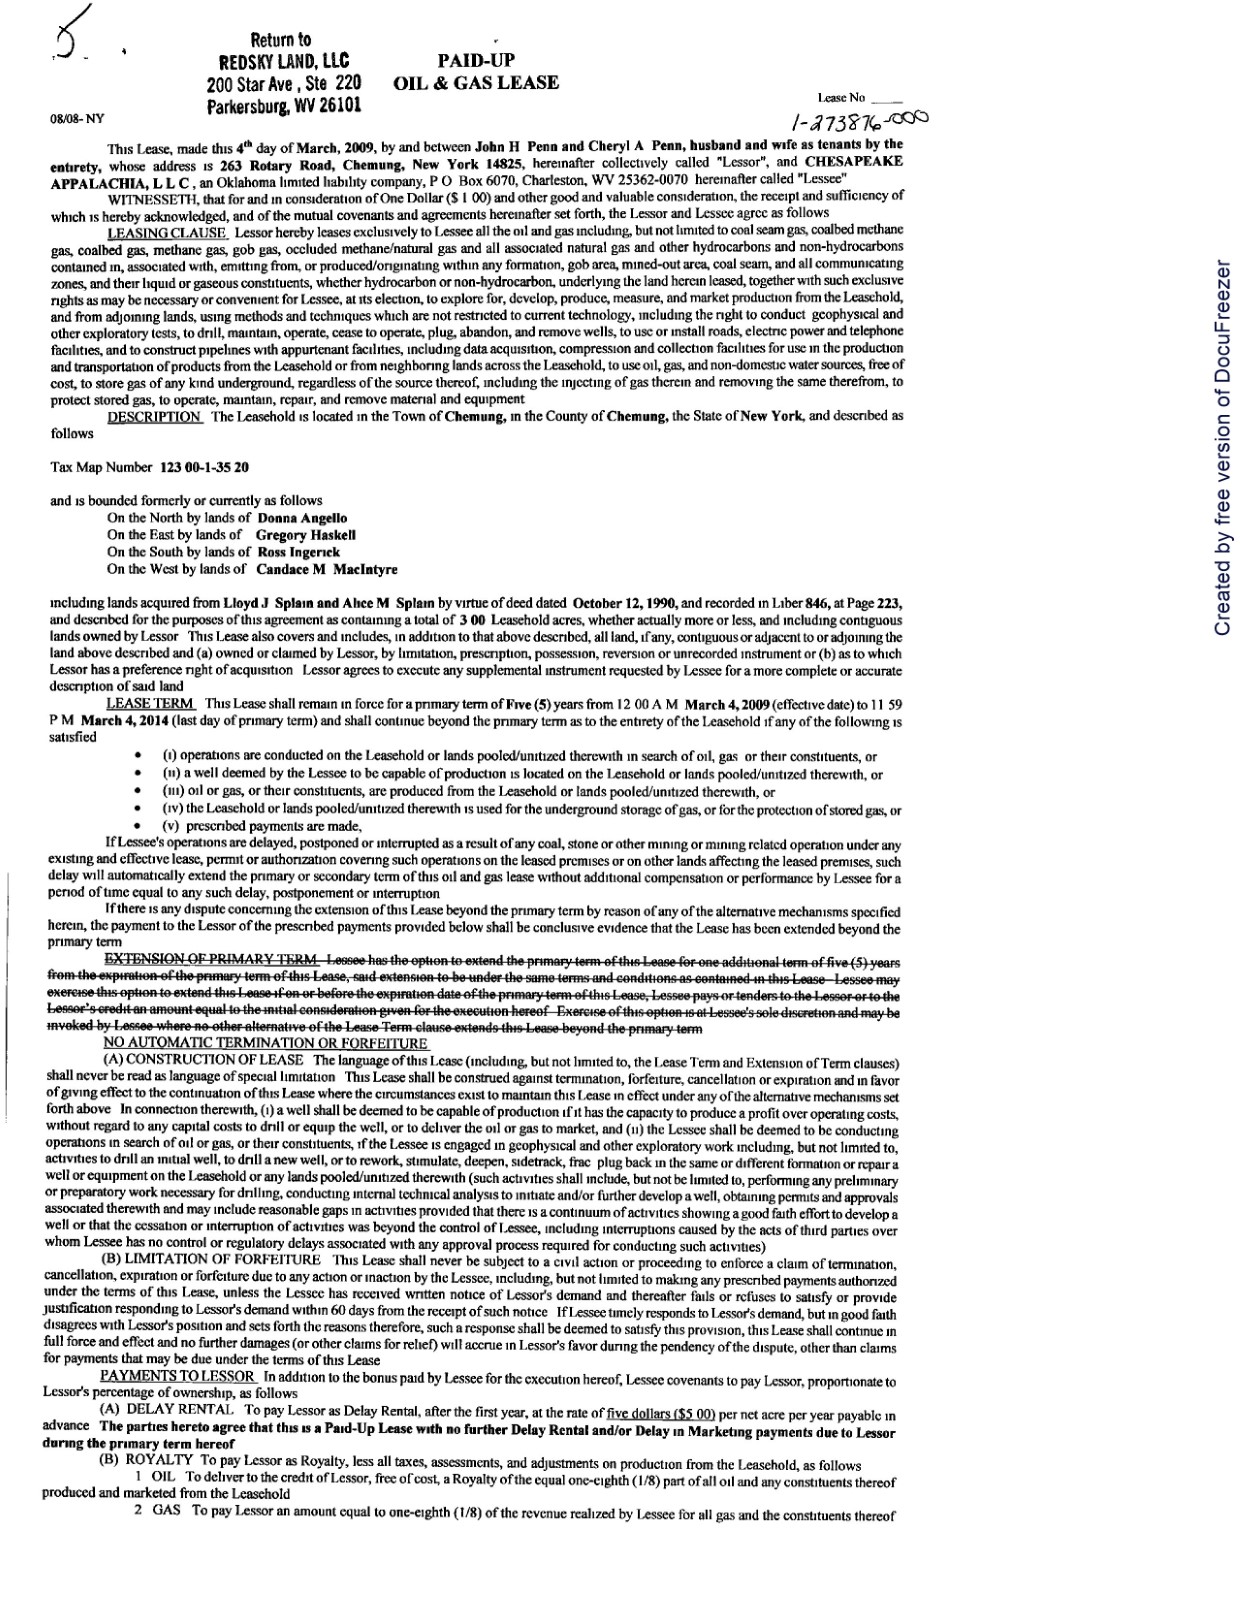 5
Return to
REDSKY LAND, LLC
200 Star Ave , Ste 220
Parkersburg, WV 26101
PAID-UP
OIL & GAS LEASE
Lease No ____
08/08- NY
1-273876-000
This Lease, made this 4th day of March, 2009, by and between John H Penn and Cheryl A Penn, husband and wife as tenants by the
entirety, whose address is 263 Rotary Road, Chemung, New York 14825, hereinafter collectively called "Lessor", and CHESAPEAKE
APPALACHIA, L L C , an Oklahoma limited liability company, P O Box 6070, Charleston, WV 25362-0070 hereinafter called "Lessee"
WITNESSETH, that for and in consideration of One Dollar ($ 1 00) and other good and valuable consideration, the receipt and sufficiency of
which is hereby acknowledged, and of the mutual covenants and agreements hereinafter set forth, the Lessor and Lessee agree as follows
LEASING CLAUSE Lessor hereby leases exclusively to Lessee all the oil and gas including, but not limited to coal seam gas, coalbed methane
gas, coalbed gas, methane gas, gob gas, occluded methane/natural gas and all associated natural gas and other hydrocarbons and non-hydrocarbons
contained in, associated with, emitting from, or produced/originating within any formation, gob area, mined-out area, coal seam, and all communicating
zones, and their liquid or gaseous constituents, whether hydrocarbon or non-hydrocarbon, underlying the land herein leased, together with such exclusive
rights as may be necessary or convenient for Lessee, at its election, to explore for, develop, produce, measure, and market production from the Leasehold,
and from adjoining lands, using methods and techniques which are not restricted to current technology, including the right to conduct geophysical and
other exploratory tests, to drill, maintain, operate, cease to operate, plug, abandon, and remove wells, to use or install roads, electric power and telephone
facilities, and to construct pipelines with appurtenant facilities, including data acquisition, compression and collection facilities for use in the production
and transportation of products from the Leasehold or from neighboring lands across the Leasehold, to use oil, gas, and non-domestic water sources, free of
cost, to store gas of any kind underground, regardless of the source thereof, including the injecting of gas therein and removing the same therefrom, to
protect stored gas, to operate, maintain, repair, and remove material and equipment
DESCRIPTION The Leasehold is located in the Town of Chemung, in the County of Chemung, the State of New York, and described as
follows
Tax Map Number 123 00-1-35 20
and is bounded formerly or currently as follows
On the North by lands of Donna Angello
On the East by lands of Gregory Haskell
On the South by lands of Ross Ingerick
On the West by lands of Candace M MacIntyre
including lands acquired from Lloyd J Splain and Alice M Splain by virtue of deed dated October 12, 1990, and recorded in Liber 846, at Page 223,
and described for the purposes of this agreement as containing a total of 3 00 Leasehold acres, whether actually more or less, and including contiguous
lands owned by Lessor This Lease also covers and includes, in addition to that above described, all land, if any, contiguous or adjacent to or adjoining the
land above described and (a) owned or claimed by Lessor, by limitation, prescription, possession, reversion or unrecorded instrument or (b) as to which
Lessor has a preference right of acquisition Lessor agrees to execute any supplemental instrument requested by Lessee for a more complete or accurate
description of said land
LEASE TERM This Lease shall remain in force for a primary term of Five (5) years from 12 00 A M March 4, 2009 (effective date) to 11 59
P M March 4, 2014 (last day of primary term) and shall continue beyond the primary term as to the entirety of the Leasehold if any of the following is
satisfied
• (i) operations are conducted on the Leasehold or lands pooled/unitized therewith in search of oil, gas or their constituents, or
• (ii) a well deemed by the Lessee to be capable of production is located on the Leasehold or lands pooled/unitized therewith, or
• (iii) oil or gas, or their constituents, are produced from the Leasehold or lands pooled/unitized therewith, or
• (iv) the Leasehold or lands pooled/unitized therewith is used for the underground storage of gas, or for the protection of stored gas, or
• (v) prescribed payments are made,
If Lessee's operations are delayed, postponed or interrupted as a result of any coal, stone or other mining or mining related operation under any
existing and effective lease, permit or authorization covering such operations on the leased premises or on other lands affecting the leased premises, such
delay will automatically extend the primary or secondary term of this oil and gas lease without additional compensation or performance by Lessee for a
period of time equal to any such delay, postponement or interruption
If there is any dispute concerning the extension of this Lease beyond the primary term by reason of any of the alternative mechanisms specified
herein, the payment to the Lessor of the prescribed payments provided below shall be conclusive evidence that the Lease has been extended beyond the
primary term
EXTENSION OF PRIMARY TERM Lessee has the option to extend the primary term of this Lease for one additional term of five (5) years
from the expiration of the primary term of this Lease, said extension to be under the same terms and conditions as contained in this Lease Lessee may
exercise this option to extend this Lease if on or before the expiration date of the primary term of this Lease, Lessee pays or tenders to the Lessor or to the
Lessor's credit an amount equal to the initial consideration given for the execution hereof Exercise of this option is at Lessee's sole discretion and may be
invoked by Lessee where no other alternative of the Lease Term clause extends this Lease beyond the primary term
NO AUTOMATIC TERMINATION OR FORFEITURE
(A) CONSTRUCTION OF LEASE The language of this Lease (including, but not limited to, the Lease Term and Extension of Term clauses)
shall never be read as language of special limitation This Lease shall be construed against termination, forfeiture, cancellation or expiration and in favor
of giving effect to the continuation of this Lease where the circumstances exist to maintain this Lease in effect under any of the alternative mechanisms set
forth above In connection therewith, (i) a well shall be deemed to be capable of production if it has the capacity to produce a profit over operating costs,
without regard to any capital costs to drill or equip the well, or to deliver the oil or gas to market, and (ii) the Lessee shall be deemed to be conducting
operations in search of oil or gas, or their constituents, if the Lessee is engaged in geophysical and other exploratory work including, but not limited to,
activities to drill an initial well, to drill a new well, or to rework, stimulate, deepen, sidetrack, frac plug back in the same or different formation or repair a
well or equipment on the Leasehold or any lands pooled/unitized therewith (such activities shall include, but not be limited to, performing any preliminary
or preparatory work necessary for drilling, conducting internal technical analysis to initiate and/or further develop a well, obtaining permits and approvals
associated therewith and may include reasonable gaps in activities provided that there is a continuum of activities showing a good faith effort to develop a
well or that the cessation or interruption of activities was beyond the control of Lessee, including interruptions caused by the acts of third parties over
whom Lessee has no control or regulatory delays associated with any approval process required for conducting such activities)
(B) LIMITATION OF FORFEITURE This Lease shall never be subject to a civil action or proceeding to enforce a claim of termination,
cancellation, expiration or forfeiture due to any action or inaction by the Lessee, including, but not limited to making any prescribed payments authorized
under the terms of this Lease, unless the Lessee has received written notice of Lessor's demand and thereafter fails or refuses to satisfy or provide
justification responding to Lessor's demand within 60 days from the receipt of such notice If Lessee timely responds to Lessor's demand, but in good faith
disagrees with Lessor's position and sets forth the reasons therefore, such a response shall be deemed to satisfy this provision, this Lease shall continue in
full force and effect and no further damages (or other claims for relief) will accrue in Lessor's favor during the pendency of the dispute, other than claims
for payments that may be due under the terms of this Lease
PAYMENTS TO LESSOR In addition to the bonus paid by Lessee for the execution hereof, Lessee covenants to pay Lessor, proportionate to
Lessor's percentage of ownership, as follows
(A) DELAY RENTAL To pay Lessor as Delay Rental, after the first year, at the rate of five dollars ($5 00) per net acre per year payable in
advance The parties hereto agree that this is a Paid-Up Lease with no further Delay Rental and/or Delay in Marketing payments due to Lessor
during the primary term hereof
(B) ROYALTY To pay Lessor as Royalty, less all taxes, assessments, and adjustments on production from the Leasehold, as follows
1 OIL To deliver to the credit of Lessor, free of cost, a Royalty of the equal one-eighth (1/8) part of all oil and any constituents thereof
produced and marketed from the Leasehold
2 GAS To pay Lessor an amount equal to one-eighth (1/8) of the revenue realized by Lessee for all gas and the constituents thereof
Created by free version of DocuFreezer